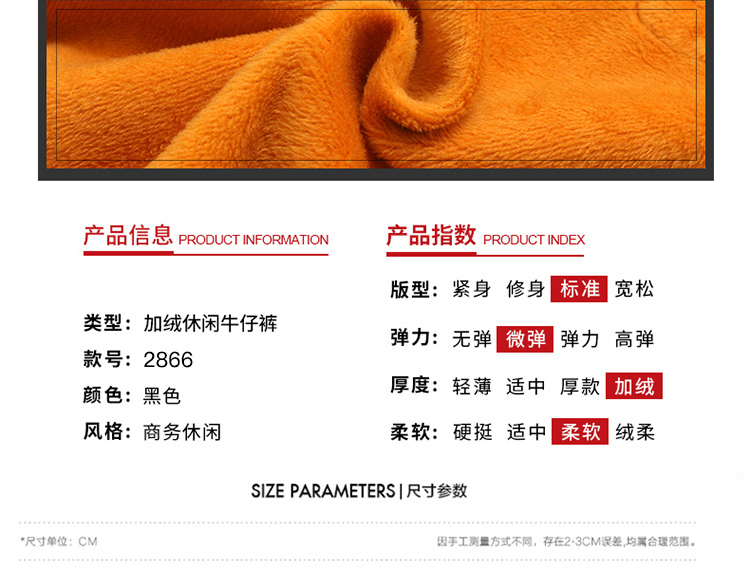 产品信息 PRODUCT INFORMATION
类型: 加绒休闲牛仔裤
款号: 2866
颜色: 黑色
风格: 商务休闲
产品指数 PRODUCT INDEX
版型: 紧身 修身 标准 宽松
弹力: 无弹 微弹 弹力 高弹
厚度: 轻薄 适中 厚款 加绒
柔软: 硬挺 适中 柔软 绒柔
SIZE PARAMETERS|尺寸参数
*尺寸单位: CM
因手工测量方式不同，存在2-3CM误差,均属合理范围。